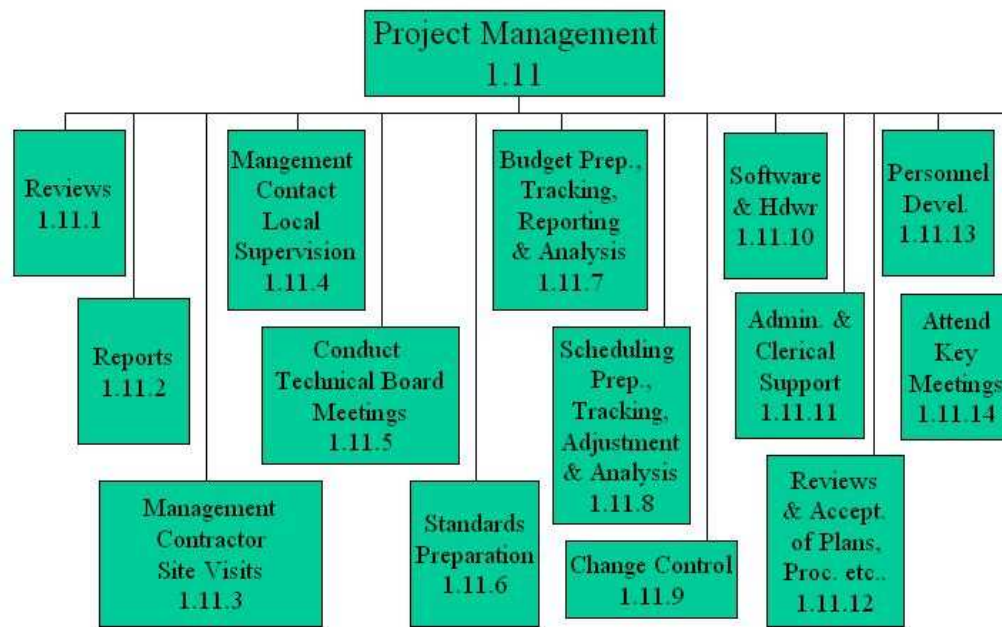 Project Management
1.11
Reviews
1.11.1
Reports
1.11.2
Management
Contractor
Site Visits
1.11.3
Mangement
Contact
Local
Supervision
1.11.4
Conduct
Technical Board
Meetings
1.11.5
Standards
Preparation
1.11.6
Budget Prep.,
Tracking,
Reporting
& Analysis
1.11.7
Scheduling
Prep.,
Tracking,
Adjustment
& Analysis
1.11.8
Change Control
1.11.9
Software
& Hdwr
1.11.10
Admin. &
Clerical
Support
1.11.11
Reviews
& Accept.
of Plans,
Proc. etc..
1.11.12
Personnel
Devel.
1.11.13
Attend
Key
Meetings
1.11.14